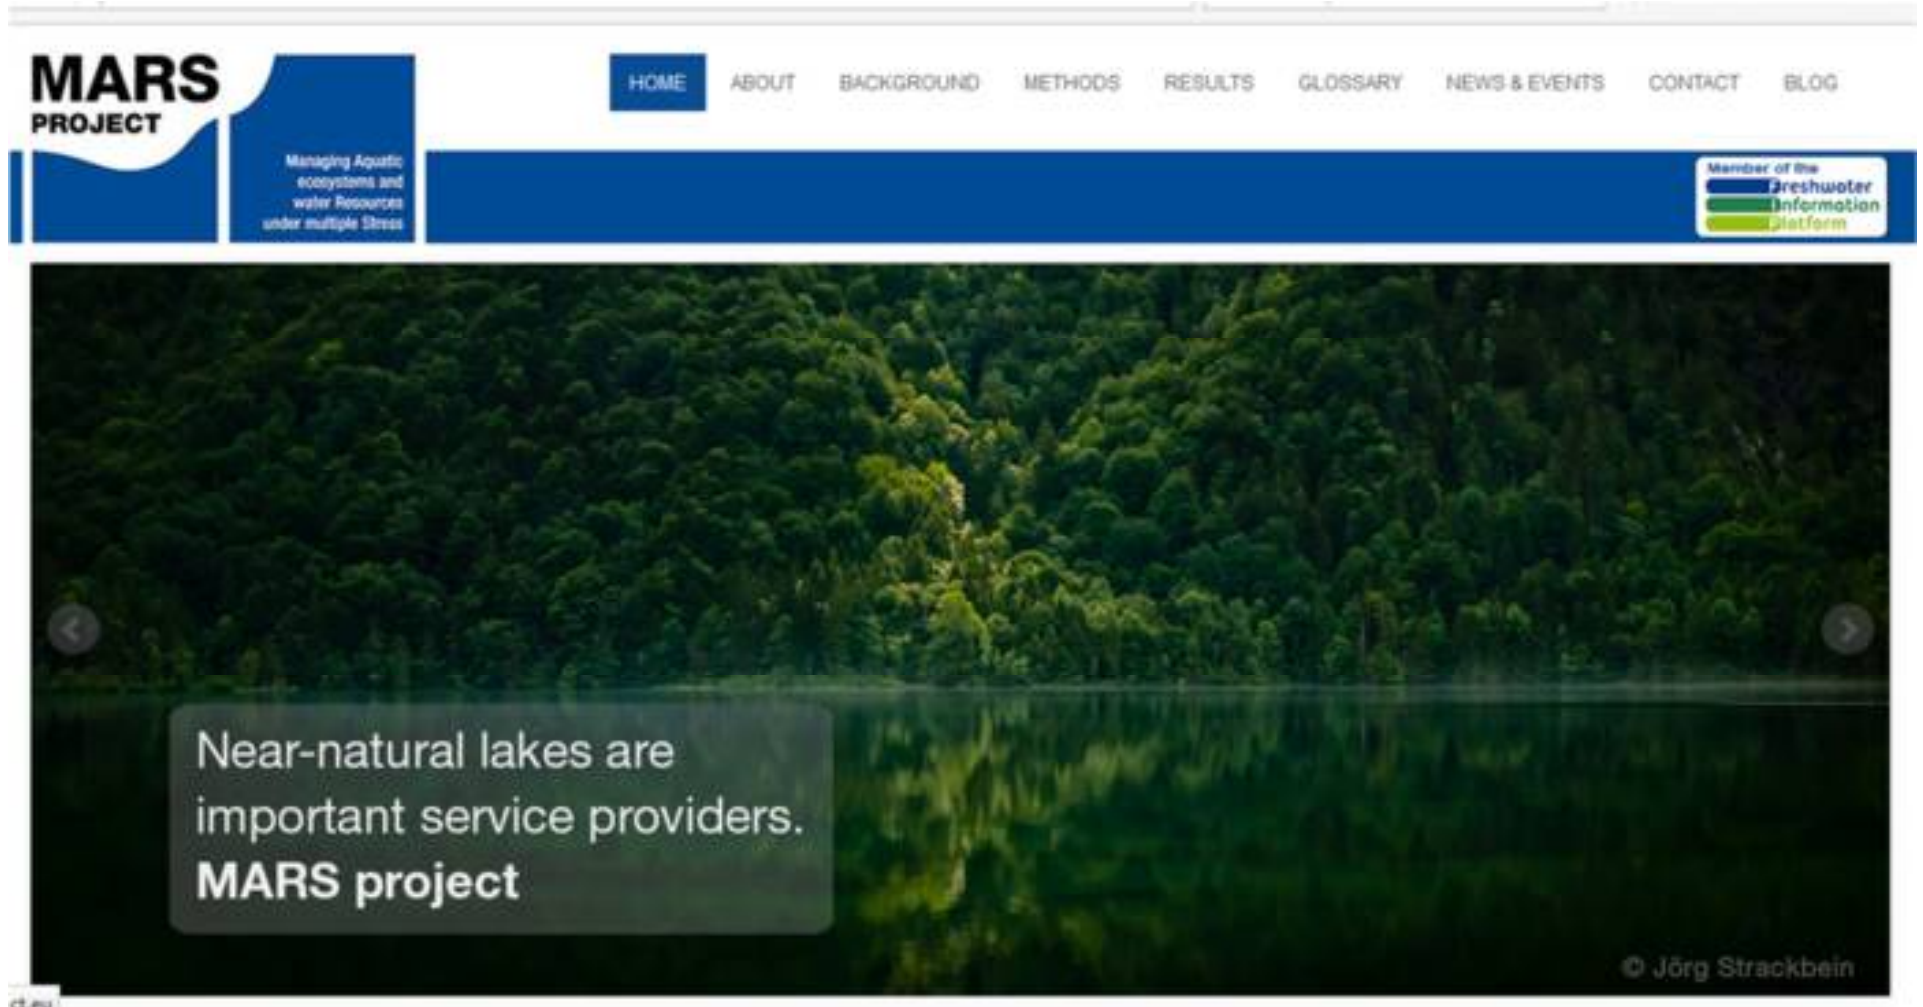 MARS
PROJECT
Managing Aquatic
ecosystems and
water Resources
under multiple Stress
HOME ABOUT BACKGROUND METHODS RESULTS GLOSSARY NEWS & EVENTS CONTACT BLOG
Member of the
Freshwater
Information
Platform
Near-natural lakes are
important service providers.
MARS project
© Jörg Strackbein
ct.eu